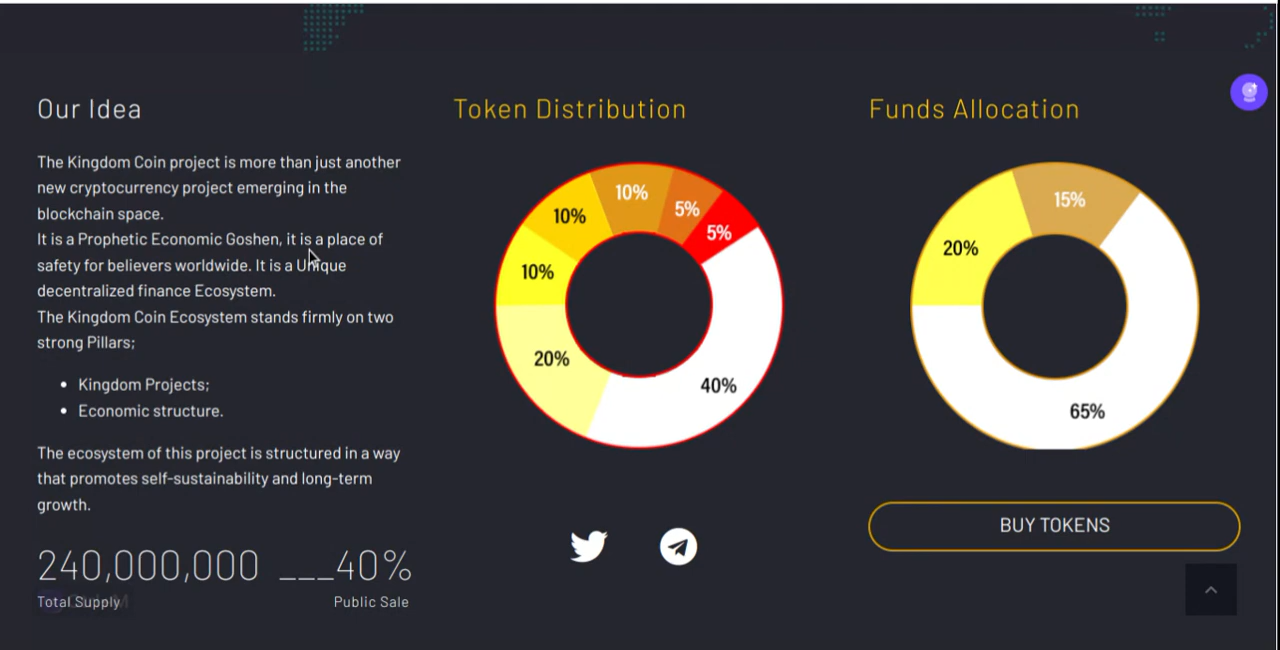 Our Idea
The Kingdom Coin project is more than just another
new cryptocurrency project emerging in the
blockchain space.
It is a Prophetic Economic Goshen, it is a place of
safety for believers worldwide. It is a Unique
decentralized finance Ecosystem.
The Kingdom Coin Ecosystem stands firmly on two
strong Pillars;
• Kingdom Projects;
• Economic structure.
The ecosystem of this project is structured in a way
that promotes self-sustainability and long-term
growth.
240,000,000 ___40%
Total Supply Public Sale
Token Distribution
10%
5%
10%
5%
10%
20%
40%
Funds Allocation
15%
20%
65%
BUY TOKENS